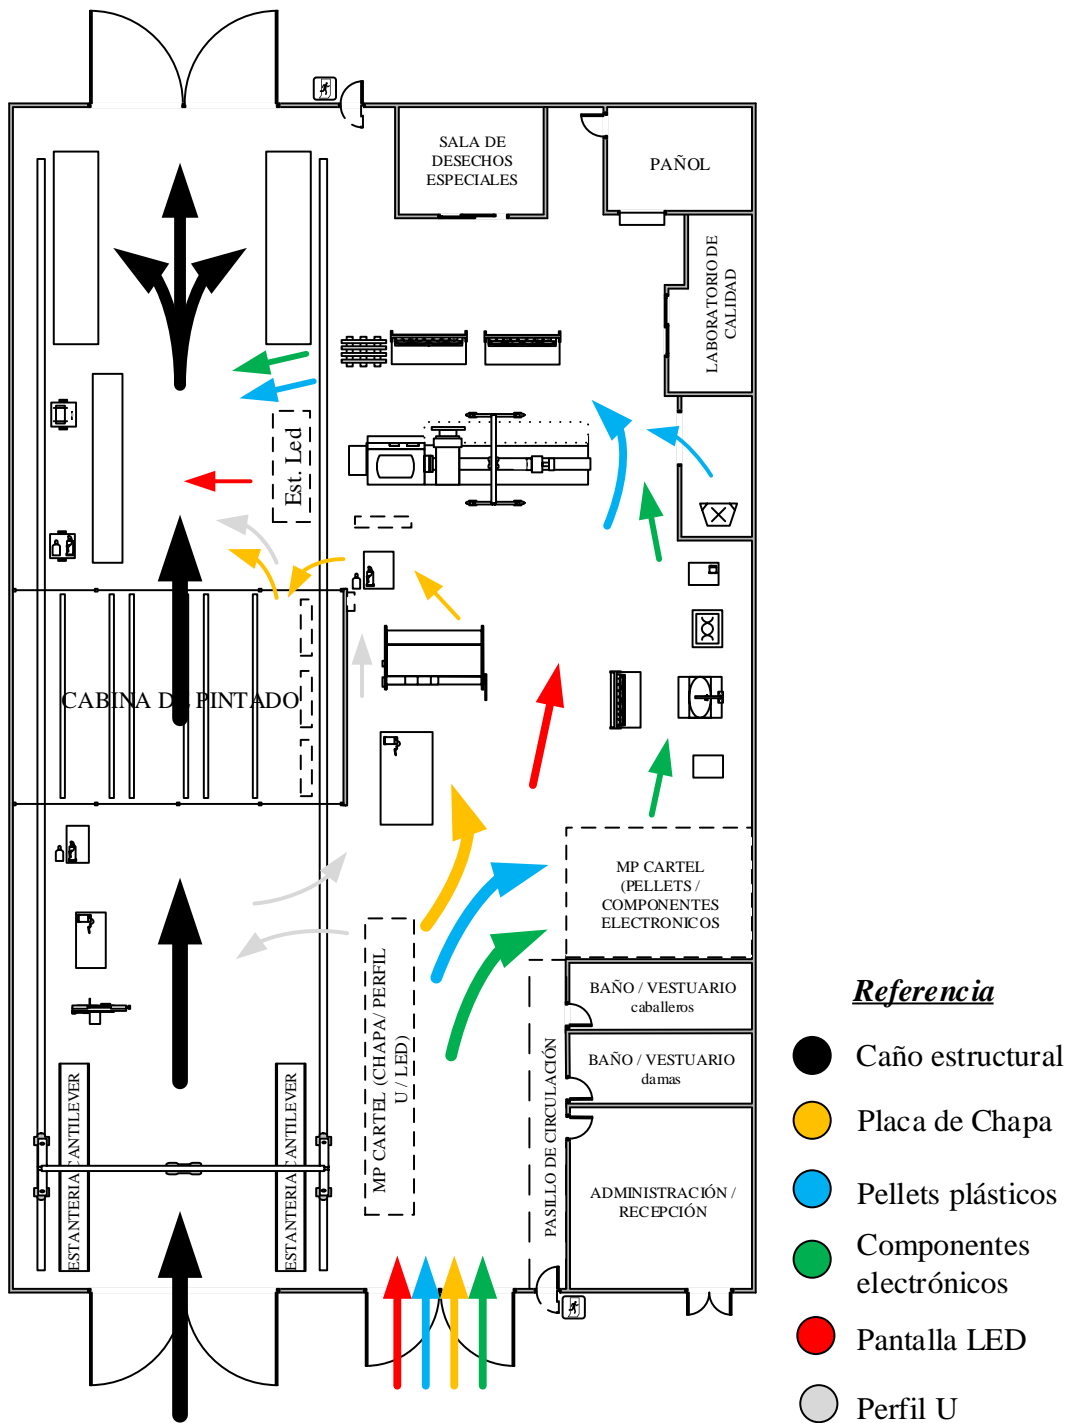 SALA DE
DESECHOS
ESPECIALES
PAÑOL
LABORATORIO DE
CALIDAD
Est. Led
CABINA DE PINTADO
MP CARTEL
(PELLETS /
COMPONENTES
ELECTRONICOS
MP CARTEL (CHAPA/ PERFIL
U / LED)
BAÑO / VESTUARIO
caballeros
BAÑO / VESTUARIO
damas
PASILLO DE CIRCULACIÓN
ESTANTERIA CANTILEVER
ESTANTERIA CANTILEVER
ADMINISTRACIÓN /
RECEPCIÓN
Referencia
Caño estructural
Placa de Chapa
Pellets plásticos
Componentes
electrónicos
Pantalla LED
Perfil U